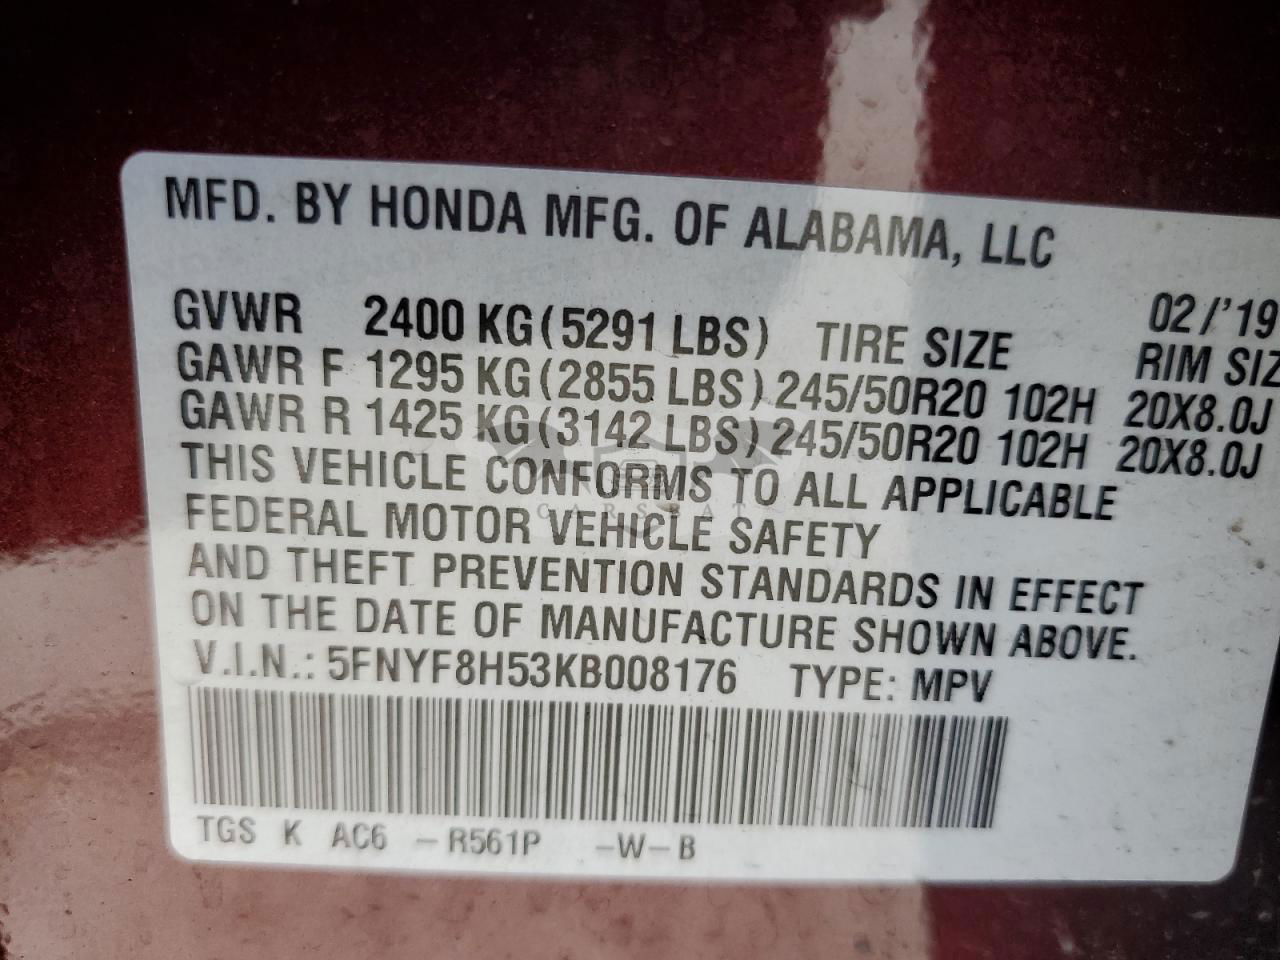 MFD. BY HONDA MFG. OF ALABAMA, LLC
02/'19
GVWR 2400 KG (5291 LBS) TIRE SIZE RIM SIZ
GAWR F 1295 KG (2855 LBS) 245/50R20 102H 20X8.0J
GAWR R 1425 KG (3142 LBS) 245/50R20 102H 20X8.0J
THIS VEHICLE CONFORMS TO ALL APPLICABLE
FEDERAL MOTOR VEHICLE SAFETY
AND THEFT PREVENTION STANDARDS IN EFFECT
ON THE DATE OF MANUFACTURE SHOWN ABOVE.
V.I.N.: 5FNYF8H53KB008176 TYPE: MPV
TGS K AC6 -R561P -W-B
CARSBAT